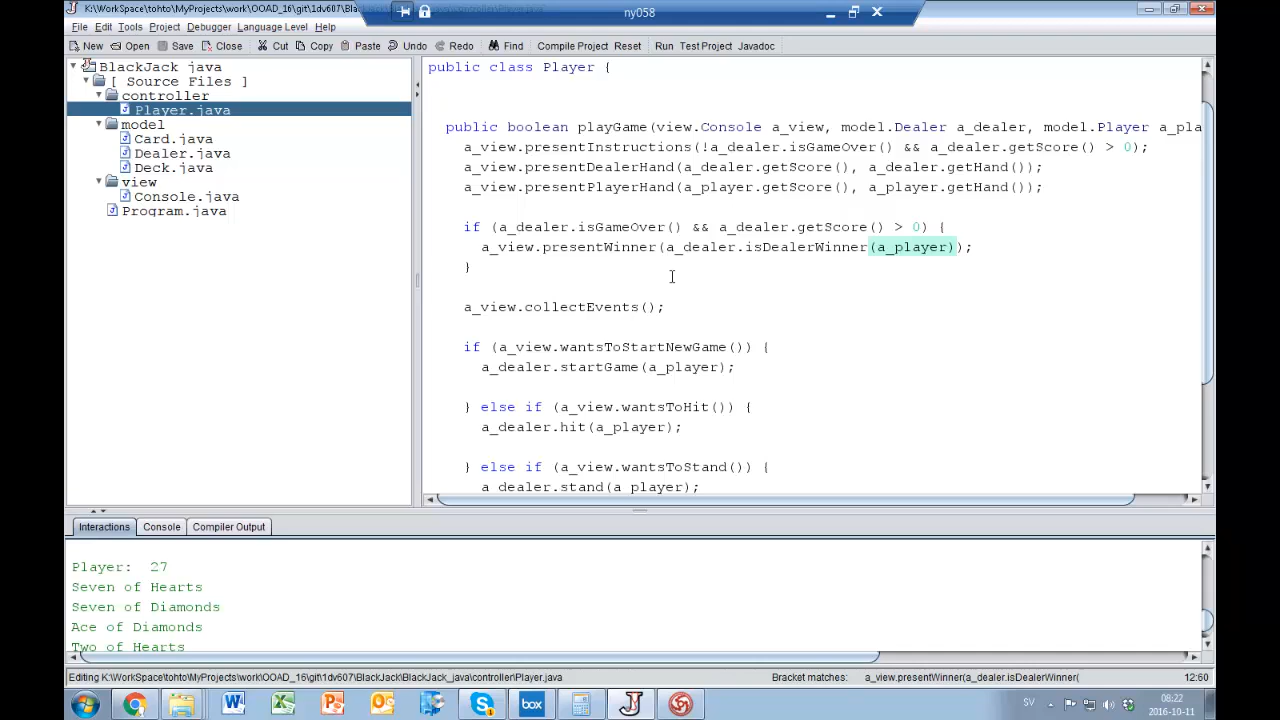 K:\WorkSpace\tohto\MyProjects\work\OOAD_16\git\1dv607\BlackJack\BlackJack_java\controller\Player.java
ny058
File Edit Tools Project Debugger Language Level Help
New Open Save Close Cut Copy Paste Undo Redo Find Compile Project Reset Run Test Project Javadoc
BlackJack java
[ Source Files ]
controller
Player.java
model
Card.java
Dealer.java
Deck.java
view
Console.java
Program.java
public class Player {
public boolean playGame(view.Console a_view, model.Dealer a_dealer, model.Player a_pla
a_view.presentInstructions(!a_dealer.isGameOver() && a_dealer.getScore() > 0);
a_view.presentDealerHand(a_dealer.getScore(), a_dealer.getHand());
a_view.presentPlayerHand(a_player.getScore(), a_player.getHand());
if (a_dealer.isGameOver() && a_dealer.getScore() > 0) {
a_view.presentWinner(a_dealer.isDealerWinner(a_player));
}
a_view.collectEvents();
if (a_view.wantsToStartNewGame()) {
a_dealer.startGame(a_player);
} else if (a_view.wantsToHit()) {
a_dealer.hit(a_player);
} else if (a_view.wantsToStand()) {
a_dealer.stand(a_player);
Interactions Console Compiler Output
Player: 27
Seven of Hearts
Seven of Diamonds
Ace of Diamonds
Two of Hearts
Editing K:\WorkSpace\tohto\MyProjects\work\OOAD_16\git\1dv607\BlackJack\BlackJack_java\controller\Player.java
Bracket matches: a_view.presentWinner(a_dealer.isDealerWinner(
12:60
box
SV
08:22
2016-10-11